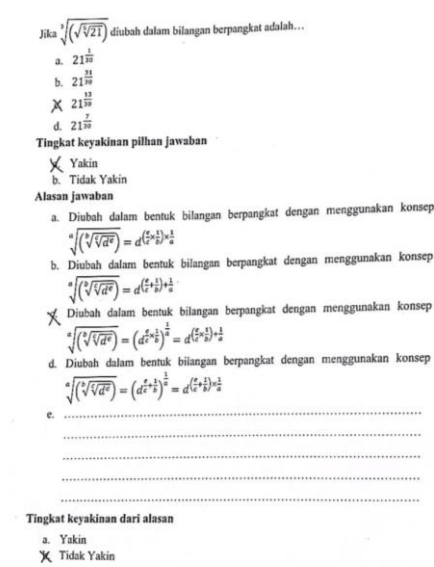 Jika ∛(√(⁵√21)) diubah dalam bilangan berpangkat adalah…
a. 21^(1/30)
b. 21^(31/30)
X 21^(13/30)
d. 21^(7/30)
Tingkat keyakinan pilhan jawaban
X Yakin
b. Tidak Yakin
Alasan jawaban
a. Diubah dalam bentuk bilangan berpangkat dengan menggunakan konsep
ᵃ√(ᵇ√(ᶜ√dᵉ)) = d^((e/c×1/b)×1/a)
b. Diubah dalam bentuk bilangan berpangkat dengan menggunakan konsep
ᵃ√(ᵇ√(ᶜ√dᵉ)) = d^((e/c+1/b)+1/a)
X Diubah dalam bentuk bilangan berpangkat dengan menggunakan konsep
ᵃ√(ᵇ√(ᶜ√dᵉ)) = (d^(e/c×1/b))^(1/a) = d^((e/c×1/b)+1/a)
d. Diubah dalam bentuk bilangan berpangkat dengan menggunakan konsep
ᵃ√(ᵇ√(ᶜ√dᵉ)) = (d^(e/c+1/b))^(1/a) = d^((e/c+1/b)×1/a)
e.
Tingkat keyakinan dari alasan
a. Yakin
X Tidak Yakin